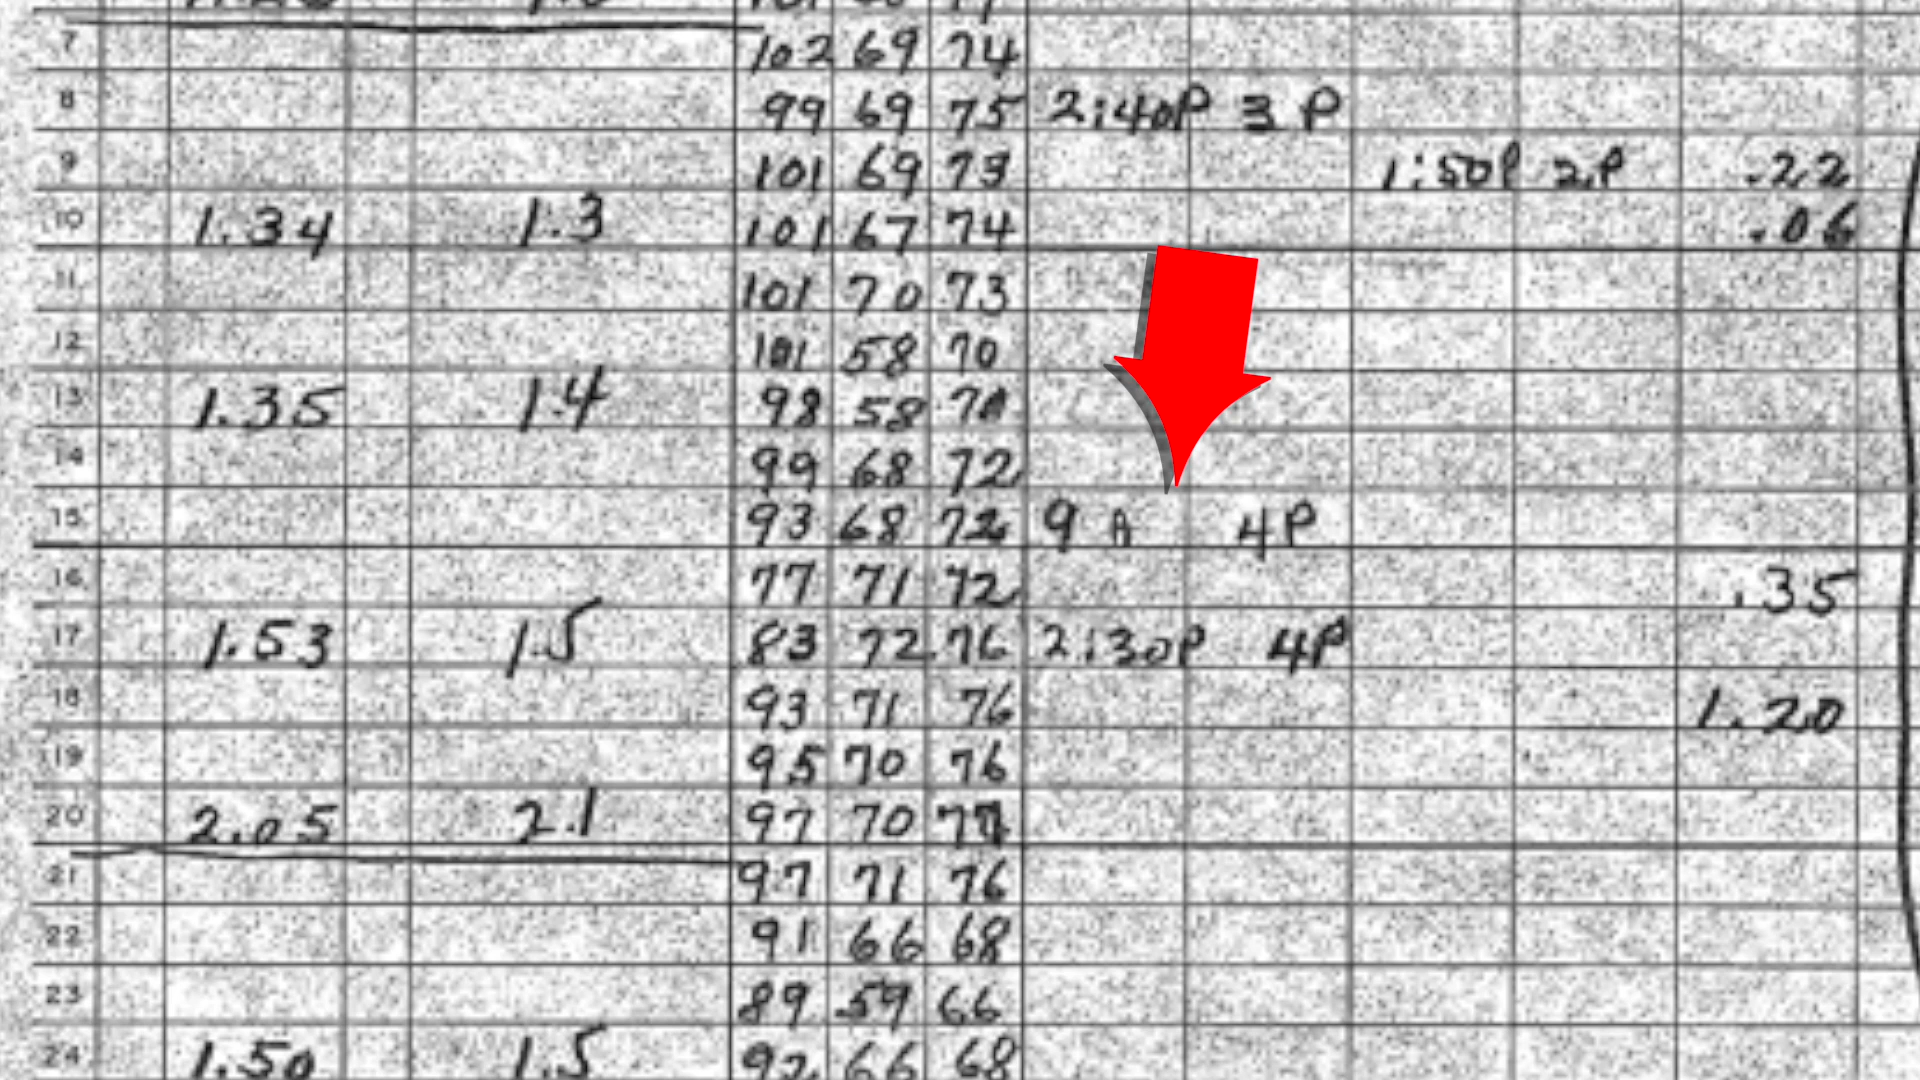 7 102 69 74
8 99 69 75 2:40P 3 P
9 101 69 73 1:50P 2P .22
10 1.34 1.3 101 67 74 .06
11 101 70 73
12 101 58 70
13 1.35 1.4 98 58
14 99 68 72
15 93 68 72 9 A 4P
16 77 71 72 .35
17 1.53 1.5 83 72 76 2:30P 4P
18 93 71 76 1.20
19 95 70 76
20 2.05 2.1 97 70
21 97 71 76
22 91 66 68
23 89 59 66
24 1.50 1.5 92 66 68